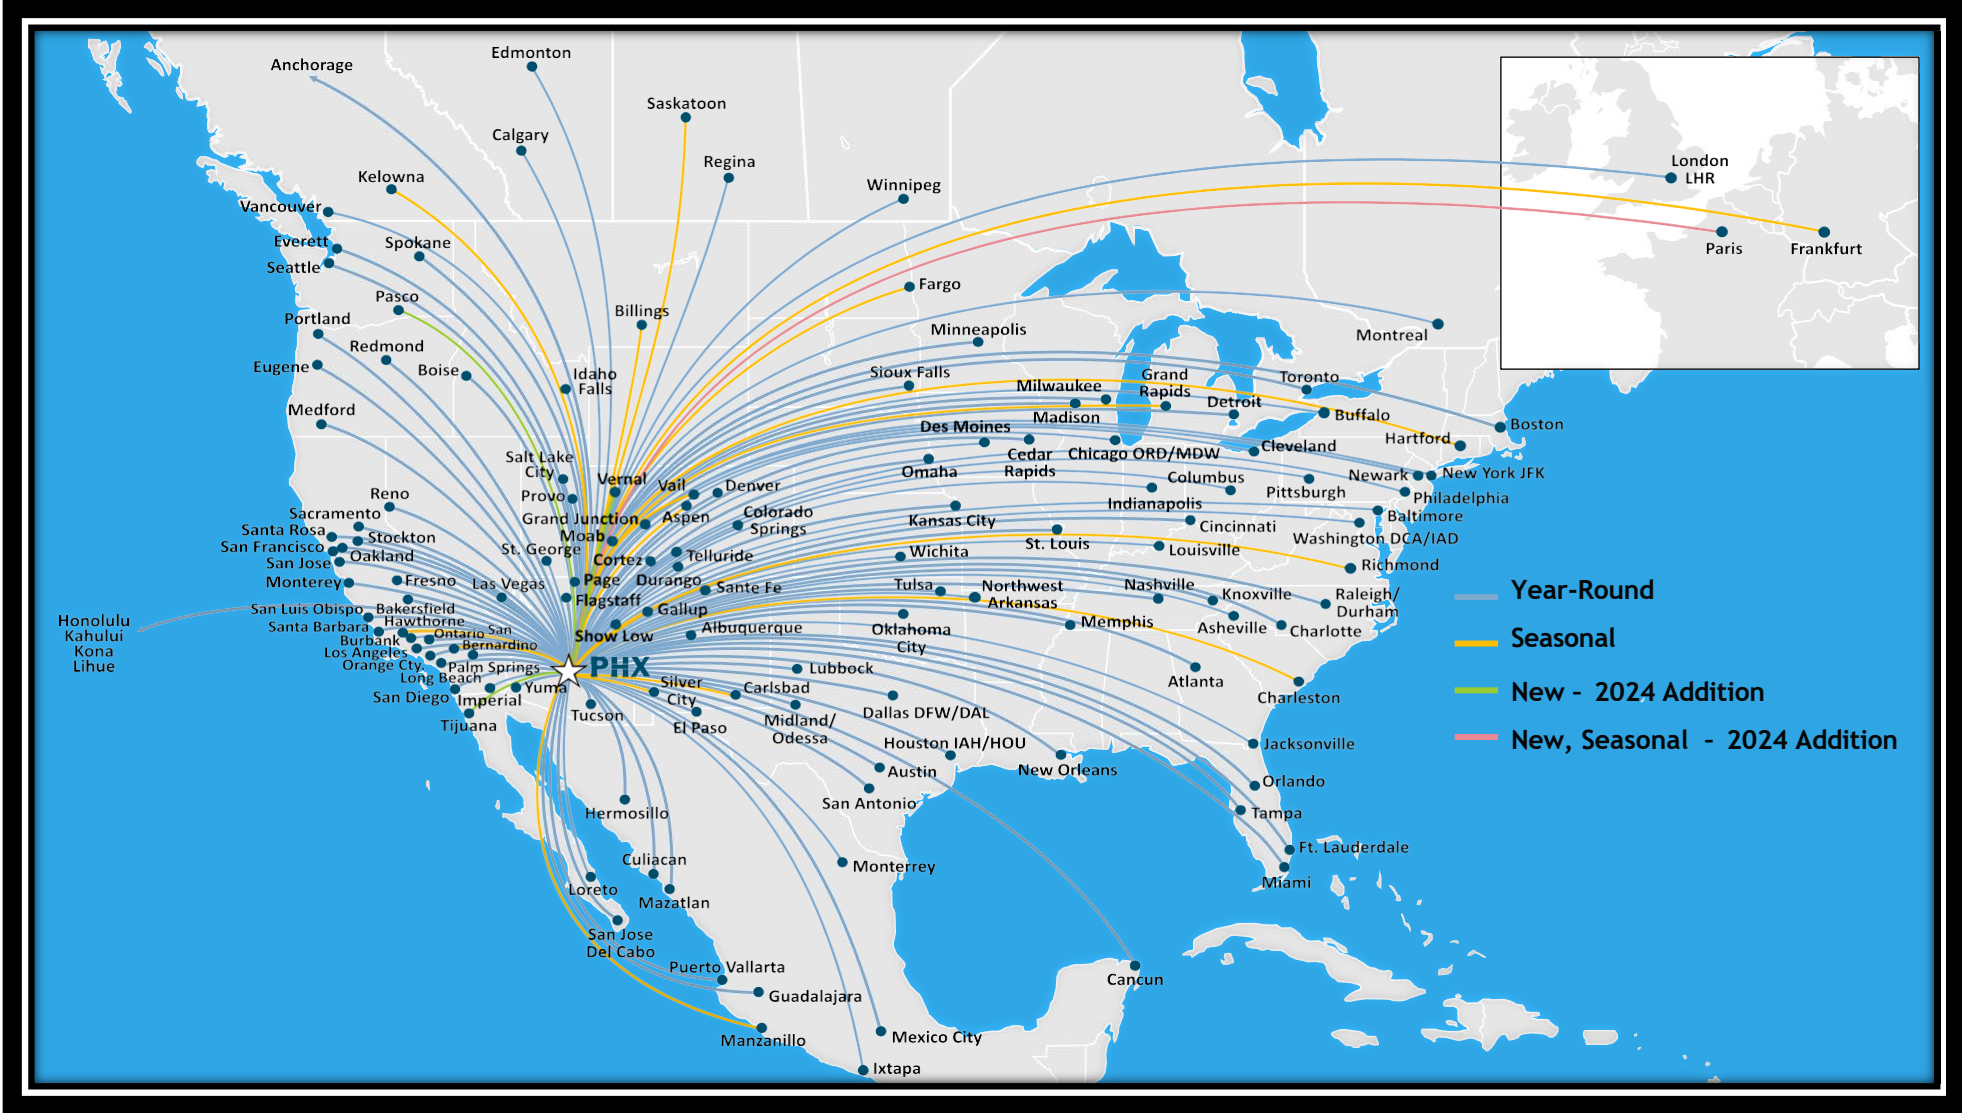 Anchorage
Edmonton
Saskatoon
Calgary
Regina
Kelowna
Winnipeg
London
LHR
Vancouver
Everett
Spokane
Seattle
Paris
Frankfurt
Pasco
Billings
Fargo
Portland
Minneapolis
Montreal
Redmond
Eugene
Boise
Idaho
Falls
Sioux Falls
Milwaukee
Grand
Rapids
Toronto
Detroit
Medford
Madison
Buffalo
Des Moines
Boston
Hartford
Cleveland
Cedar
Rapids
Chicago ORD/MDW
Salt Lake
City
Omaha
Vernal
Vail
Denver
Columbus
Newark
New York JFK
Provo
Reno
Pittsburgh
Philadelphia
Indianapolis
Sacramento
Grand Junction
Aspen
Colorado
Springs
Kansas City
Baltimore
Santa Rosa
Stockton
Moab
Cincinnati
Washington DCA/IAD
San Francisco
Oakland
St. George
Cortez
Telluride
St. Louis
Louisville
San Jose
Wichita
Richmond
Monterey
Fresno
Las Vegas
Page
Durango
Sante Fe
Tulsa
Northwest
Arkansas
Nashville
Knoxville
Raleigh/
Durham
Flagstaff
San Luis Obispo
Bakersfield
Gallup
Honolulu
Kahului
Kona
Lihue
Santa Barbara
Hawthorne
Show Low
Albuquerque
Oklahoma
City
Memphis
Asheville
Charlotte
Burbank
Ontario
San
Bernardino
Los Angeles
Orange Cty.
Palm Springs
PHX
Lubbock
Long Beach
San Diego
Imperial
Yuma
Silver
City
Carlsbad
Atlanta
Charleston
Tijuana
Tucson
El Paso
Midland/
Odessa
Dallas DFW/DAL
Houston IAH/HOU
Jacksonville
Austin
New Orleans
Orlando
San Antonio
Hermosillo
Tampa
Ft. Lauderdale
Culiacan
Monterrey
Miami
Loreto
Mazatlan
San Jose
Del Cabo
Puerto Vallarta
Cancun
Guadalajara
Manzanillo
Mexico City
Ixtapa
Year-Round
Seasonal
New - 2024 Addition
New, Seasonal - 2024 Addition